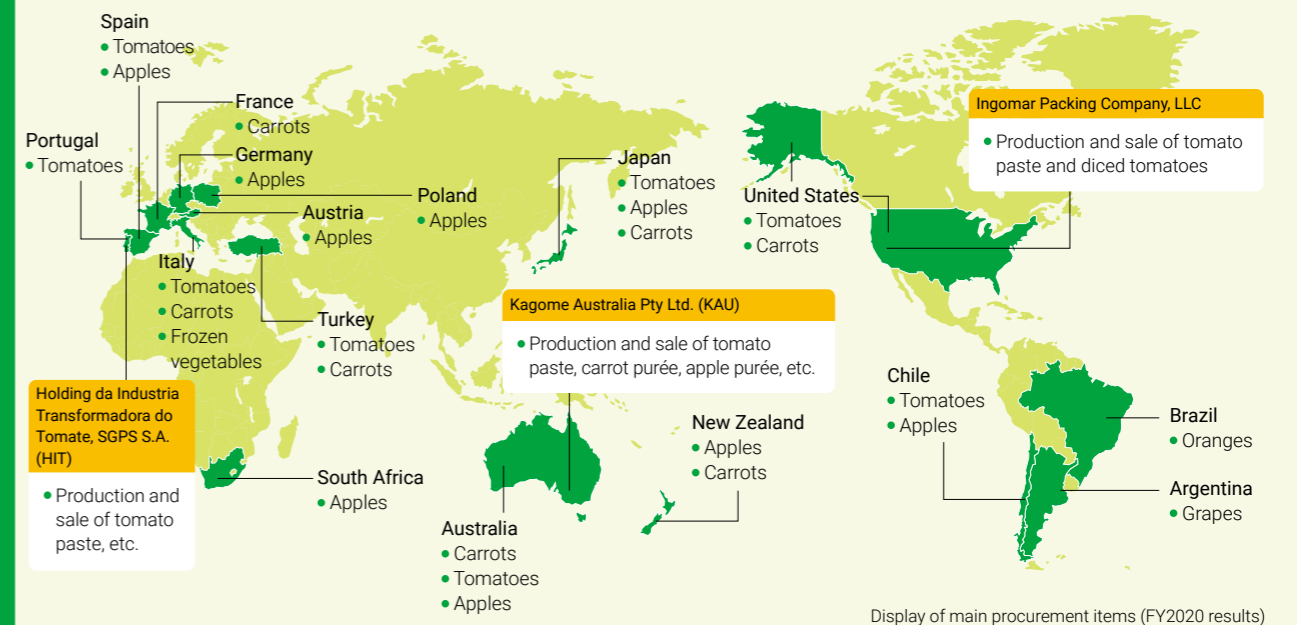 Spain
• Tomatoes
• Apples
France
• Carrots
Portugal
• Tomatoes
Germany
• Apples
Poland
• Apples
Austria
• Apples
Italy
• Tomatoes
• Carrots
• Frozen
vegetables
Turkey
• Tomatoes
• Carrots
Holding da Industria
Transformadora do
Tomate, SGPS S.A.
(HIT)
• Production and
sale of tomato
paste, etc.
South Africa
• Apples
Japan
• Tomatoes
• Apples
• Carrots
Kagome Australia Pty Ltd. (KAU)
• Production and sale of tomato
paste, carrot purée, apple purée, etc.
Australia
• Carrots
• Tomatoes
• Apples
New Zealand
• Apples
• Carrots
United States
• Tomatoes
• Carrots
Ingomar Packing Company, LLC
• Production and sale of tomato
paste and diced tomatoes
Chile
• Tomatoes
• Apples
Brazil
• Oranges
Argentina
• Grapes
Display of main procurement items (FY2020 results)